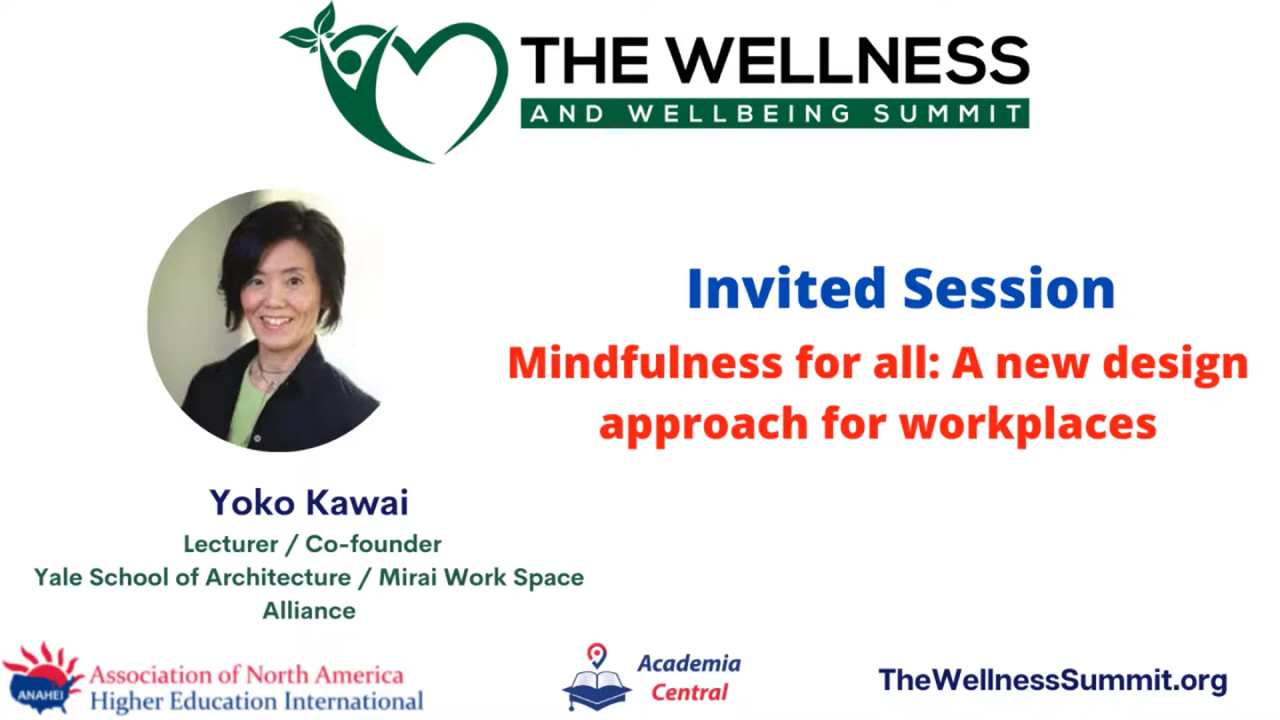 THE WELLNESS
AND WELLBEING SUMMIT
Invited Session
Mindfulness for all: A new design
approach for workplaces
Yoko Kawai
Lecturer / Co-founder
Yale School of Architecture / Mirai Work Space
Alliance
ANAHEI
Association of North America
Higher Education International
Academia
Central
TheWellnessSummit.org